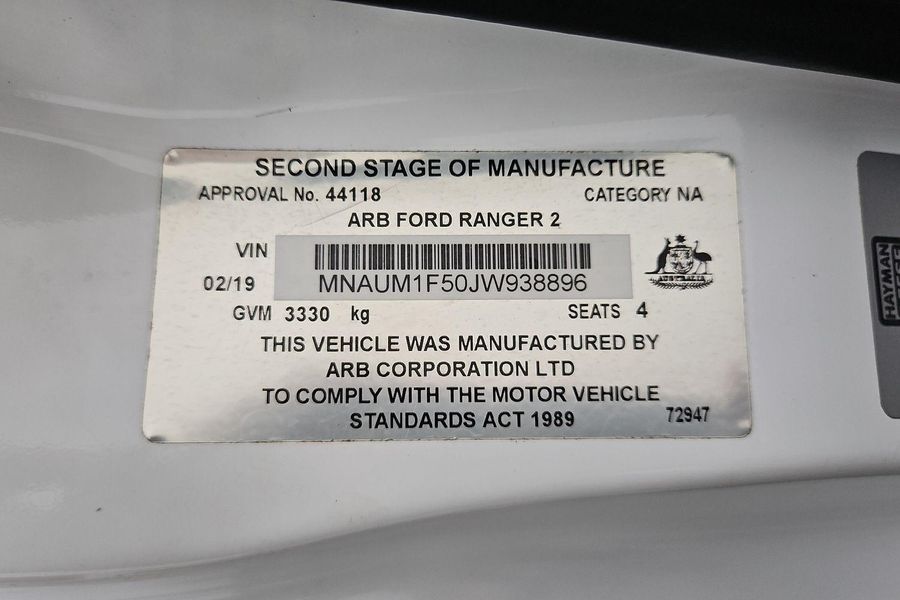 SECOND STAGE OF MANUFACTURE
APPROVAL No. 44118 CATEGORY NA
ARB FORD RANGER 2
VIN
MNAUM1F50JW938896
02/19
AUSTRALIA
GVM 3330 kg SEATS 4
THIS VEHICLE WAS MANUFACTURED BY
ARB CORPORATION LTD
TO COMPLY WITH THE MOTOR VEHICLE
STANDARDS ACT 1989 72947
HAYMAN